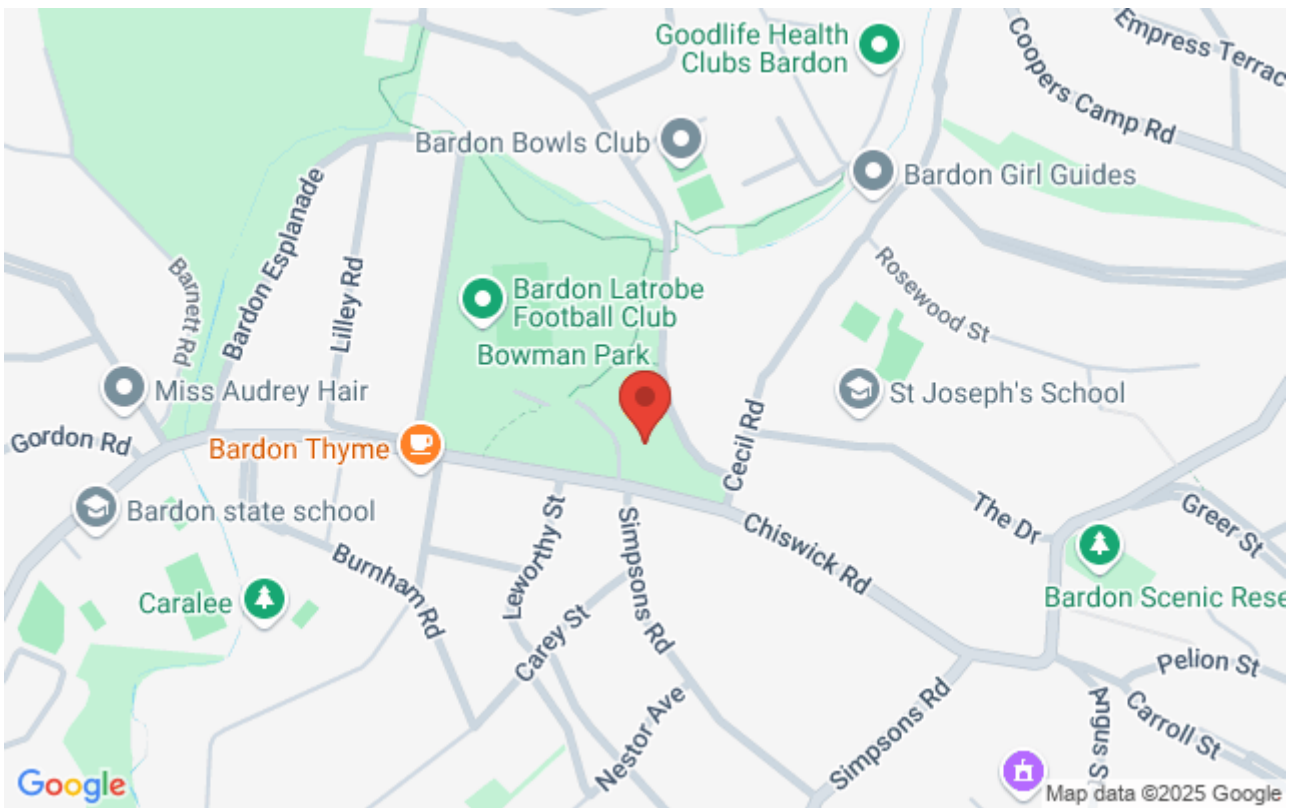 Goodlife Health
Clubs Bardon
Empress Terrac
Coopers Camp Rd
Bardon Bowls Club
Bardon Girl Guides
Bardon Esplanade
Barnett Rd
Lilley Rd
Rosewood St
Bardon Latrobe
Football Club
Bowman Park
Miss Audrey Hair
St Joseph's School
Gordon Rd
Bardon Thyme
Cecil Rd
Bardon state school
Leworthy St
Simpsons Rd
Chiswick Rd
The Dr
Greer St
Burnham Rd
Caralee
Carey St
Bardon Scenic Rese
Pelion St
Nestor Ave
Simpsons Rd
Angus S
Carroll St
Google
Map data ©2025 Google